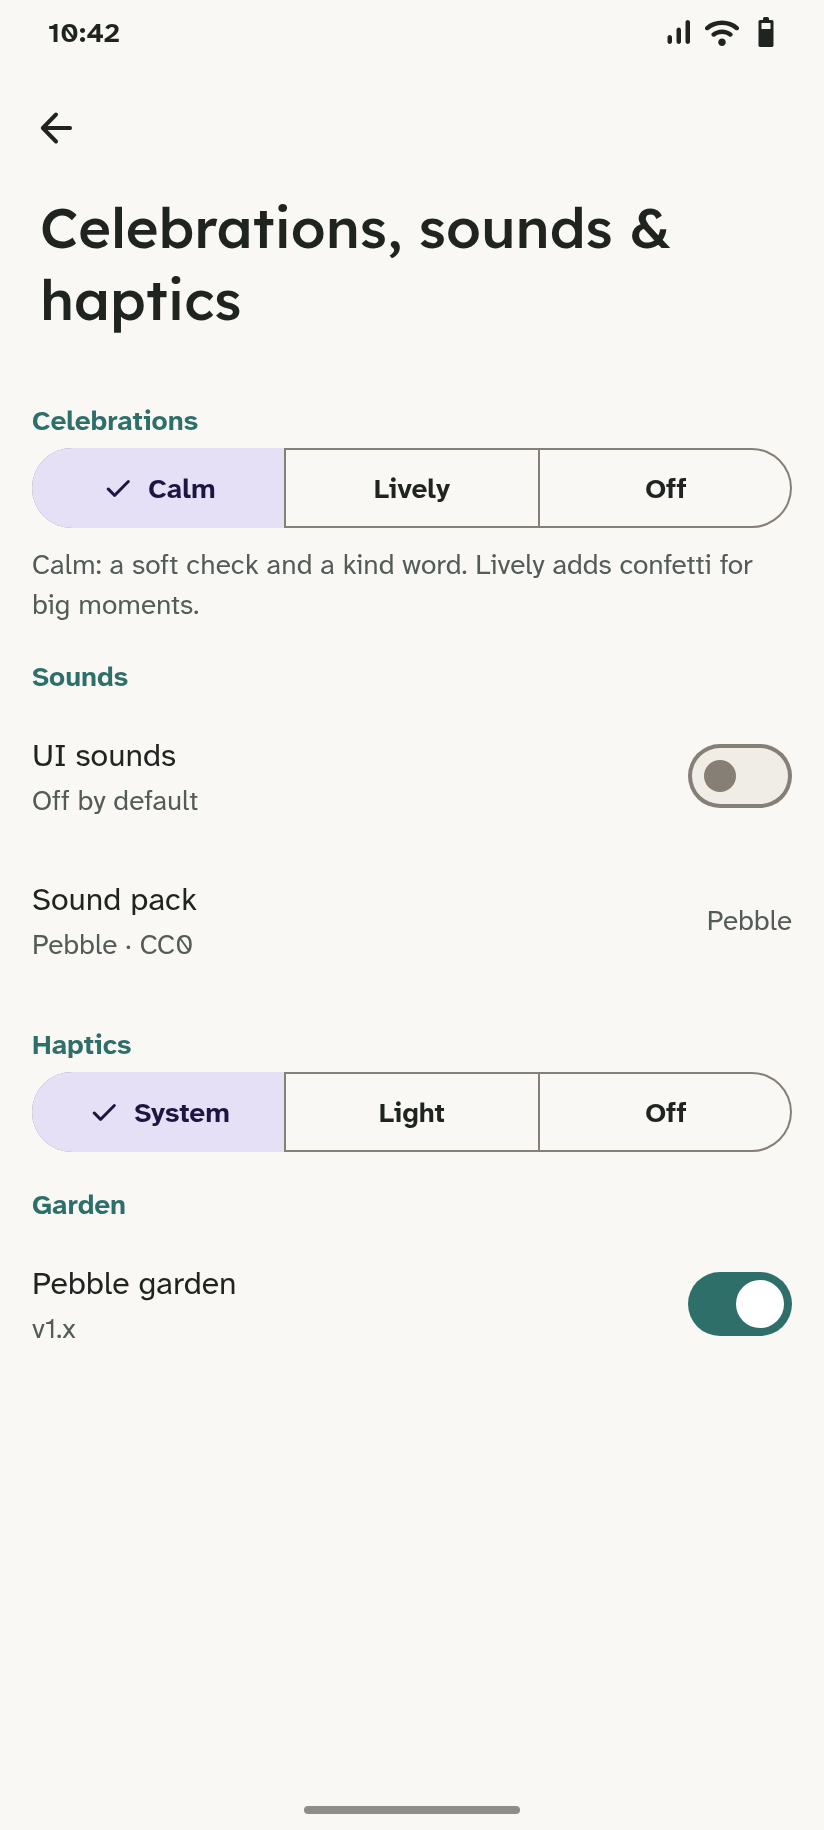 10:42
Celebrations, sounds &
haptics
Celebrations
Calm
Lively
Off
Calm: a soft check and a kind word. Lively adds confetti for
big moments.
Sounds
UI sounds
Off by default
Sound pack
Pebble · CC0
Pebble
Haptics
System
Light
Off
Garden
Pebble garden
v1.x